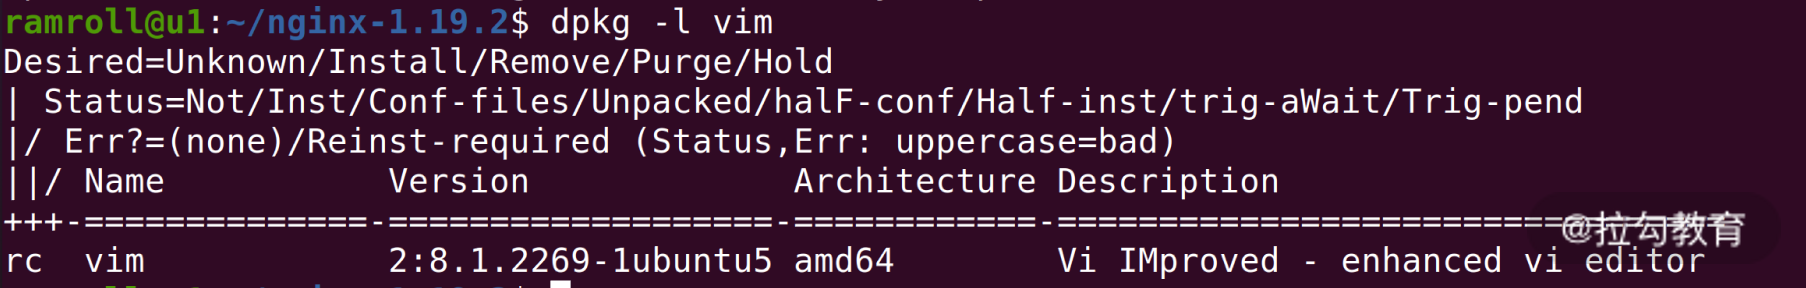 ramroll@u1:~/nginx-1.19.2$ dpkg -l vim
Desired=Unknown/Install/Remove/Purge/Hold
| Status=Not/Inst/Conf-files/Unpacked/halF-conf/Half-inst/trig-aWait/Trig-pend
|/ Err?=(none)/Reinst-required (Status,Err: uppercase=bad)
||/ Name           Version            Architecture Description
+++-==============-===================-============-=================================
rc  vim            2:8.1.2269-1ubuntu5 amd64        Vi IMproved - enhanced vi editor
@拉勾教育